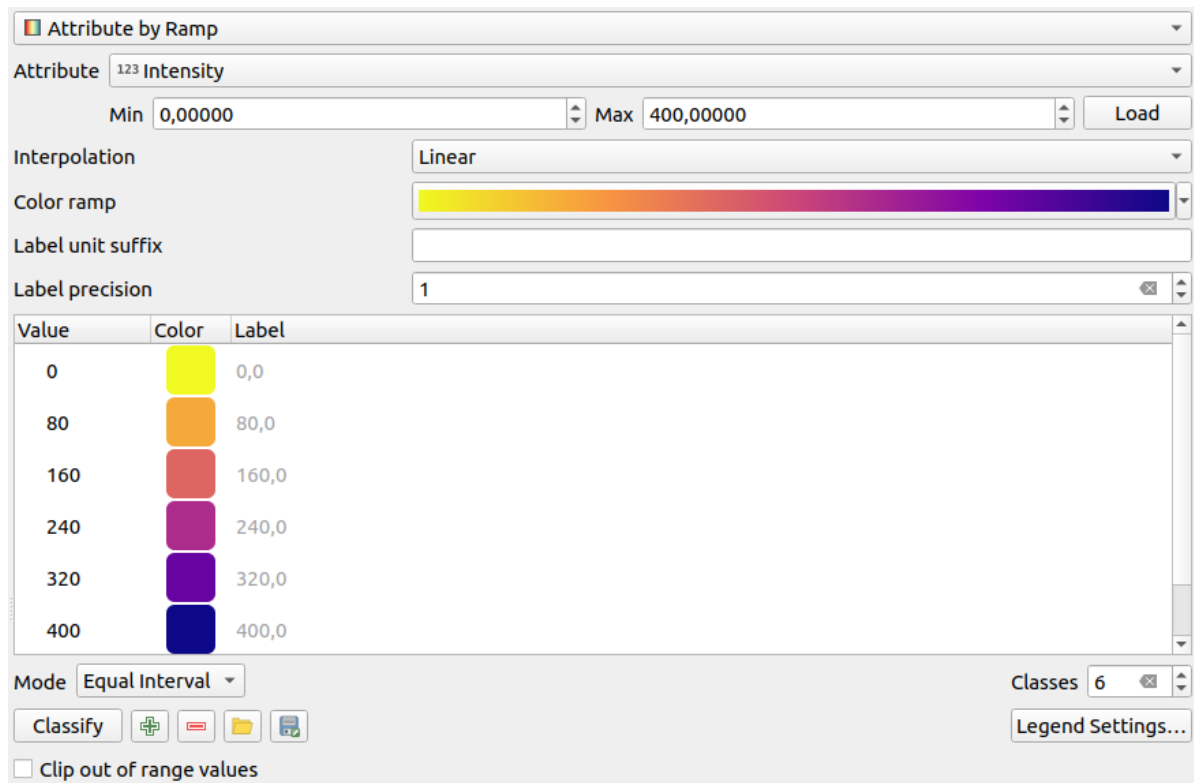 Attribute by Ramp
Attribute 123 Intensity
Min 0,00000 Max 400,00000 Load
Interpolation Linear
Color ramp
Label unit suffix
Label precision 1
Value Color Label
0 0,0
80 80,0
160 160,0
240 240,0
320 320,0
400 400,0
Mode Equal Interval Classes 6
Classify Legend Settings...
Clip out of range values